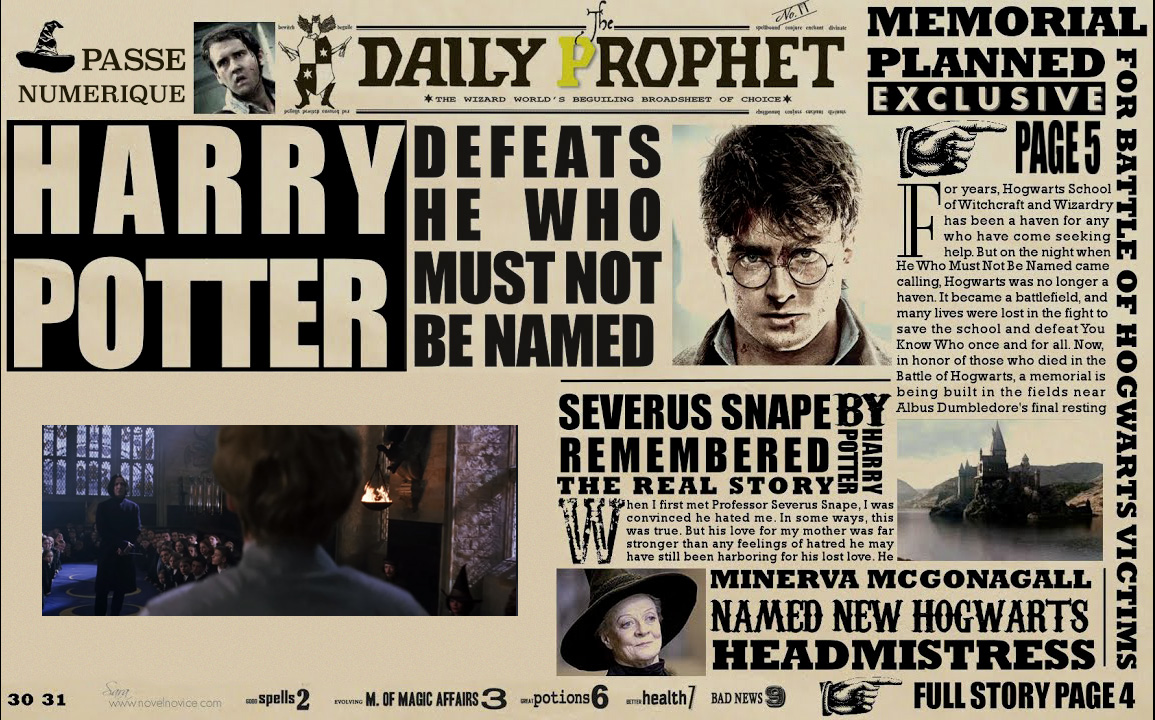 PASSE
NUMERIQUE
The
DAILY PROPHET
THE WIZARD WORLD'S BEGUILING BROADSHEET OF CHOICE
MEMORIAL
PLANNED
EXCLUSIVE
PAGE 5
FOR BATTLE OF HOGWARTS VICTIMS
HARRY
POTTER
DEFEATS
HE WHO
MUST NOT
BE NAMED
For years, Hogwarts School
of Witchcraft and Wizardry
has been a haven for any
who have come seeking
help. But on the night when
He Who Must Not Be Named came
calling, Hogwarts was no longer a
haven. It became a battlefield, and
many lives were lost in the fight to
save the school and defeat You
Know Who once and for all. Now,
in honor of those who died in the
Battle of Hogwarts, a memorial is
being built in the fields near
Albus Dumbledore's final resting
SEVERUS SNAPE
REMEMBERED
THE REAL STORY
BY
HARRY
POTTER
When I first met Professor Severus Snape, I was
convinced he hated me. In some ways, this
was true. But his love for my mother was far
stronger than any feelings of hatred he may
have still been harboring for his lost love. He
MINERVA MCGONAGALL
NAMED NEW HOGWARTS
HEADMISTRESS
FULL STORY PAGE 4
30 31
Sara
www.novelnovice.com
GOOD spells 2
EVOLVING M. OF MAGIC AFFAIRS 3
GREAT potions 6
BETTER health 7
BAD NEWS 9